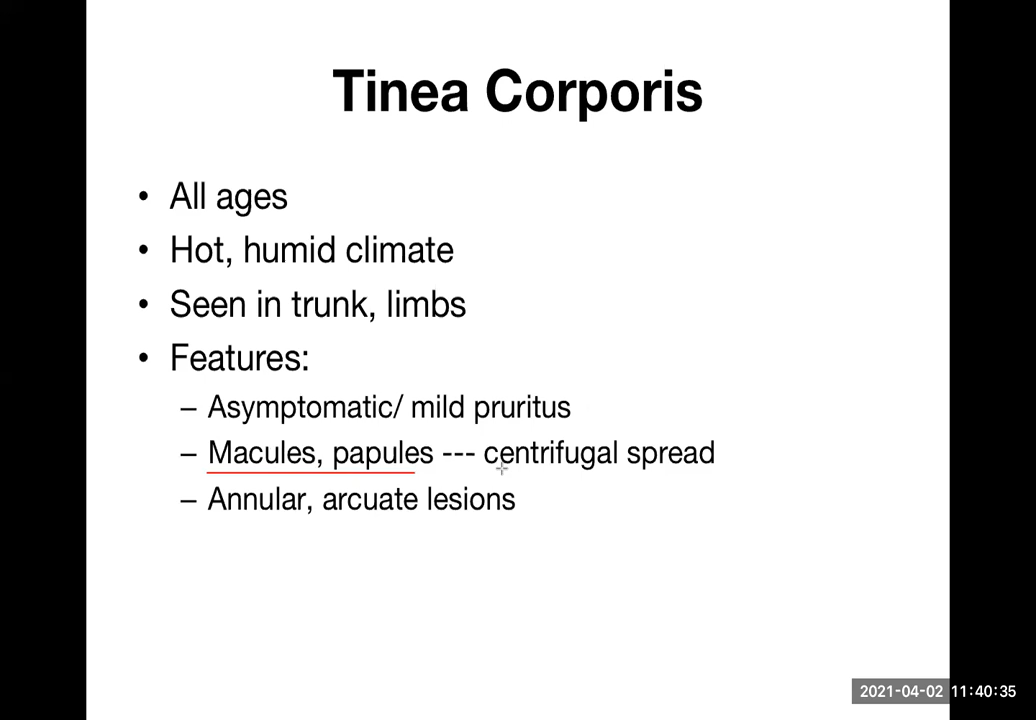 Tinea Corporis
• All ages
• Hot, humid climate
• Seen in trunk, limbs
• Features:
– Asymptomatic/ mild pruritus
– Macules, papules --- centrifugal spread
– Annular, arcuate lesions
2021-04-02 11:40:35